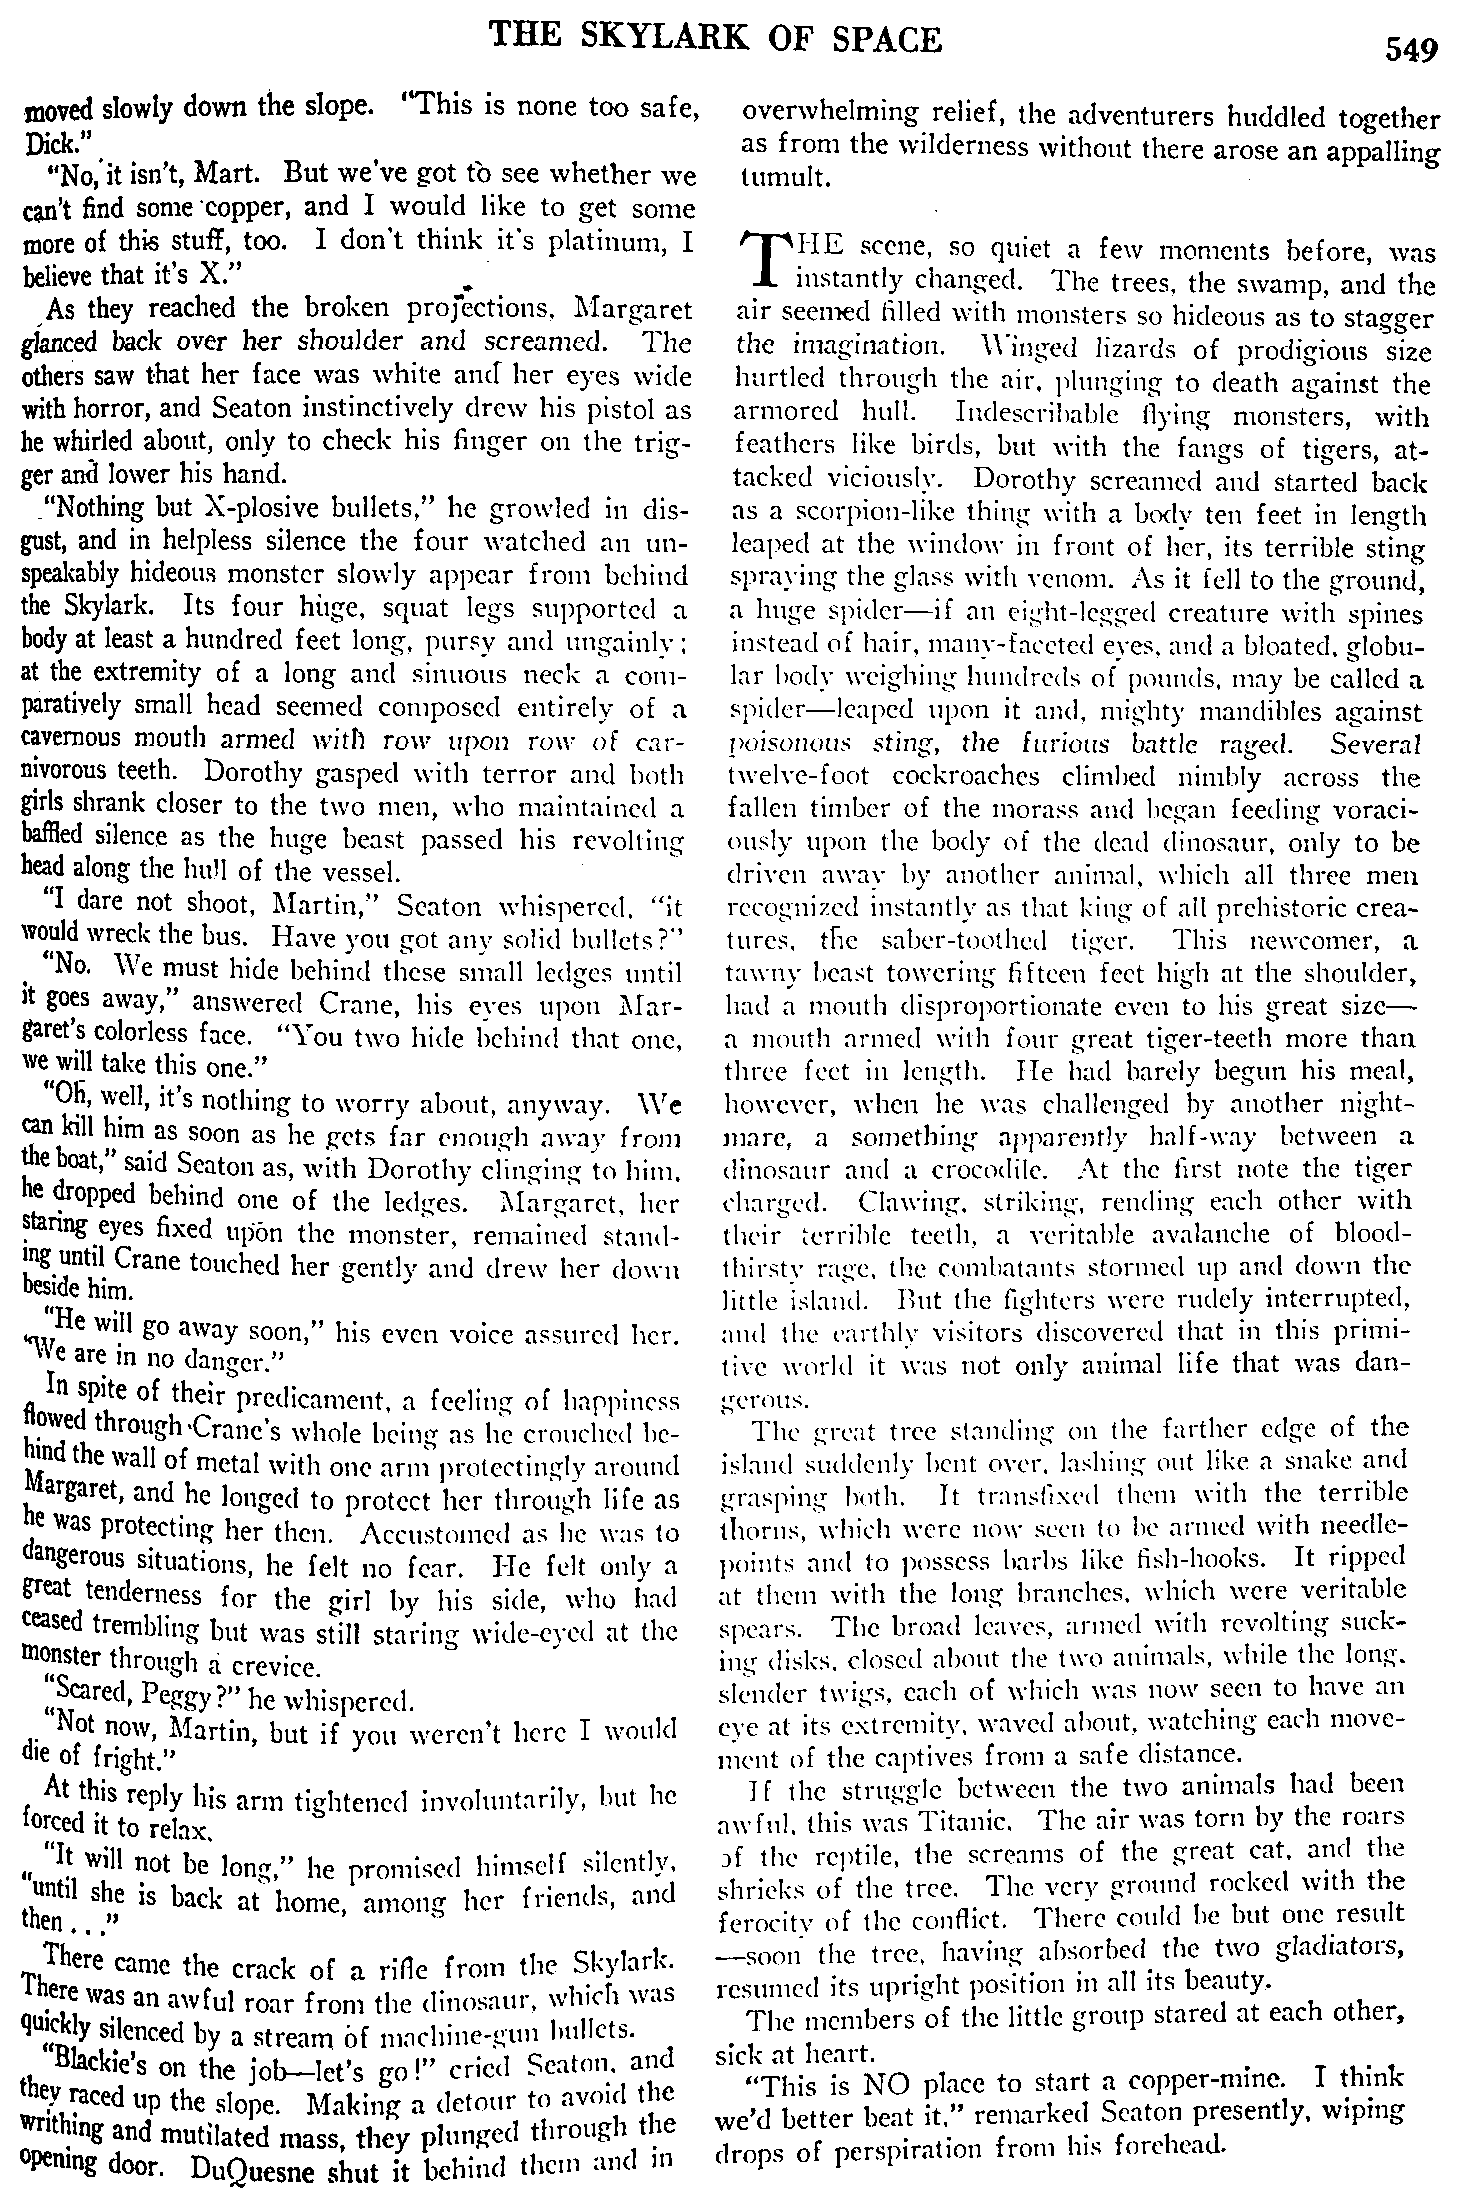 THE SKYLARK OF SPACE
549
moved slowly down the slope. "This is none too safe,
Dick."
"No, it isn't, Mart. But we've got to see whether we
can't find some copper, and I would like to get some
more of this stuff, too. I don't think it's platinum, I
believe that it's X."
As they reached the broken projections, Margaret
glanced back over her shoulder and screamed. The
others saw that her face was white and her eyes wide
with horror, and Seaton instinctively drew his pistol as
he whirled about, only to check his finger on the trig-
ger and lower his hand.
"Nothing but X-plosive bullets," he growled in dis-
gust, and in helpless silence the four watched an un-
speakably hideous monster slowly appear from behind
the Skylark. Its four huge, squat legs supported a
body at least a hundred feet long, pursy and ungainly;
at the extremity of a long and sinuous neck a com-
paratively small head seemed composed entirely of a
cavernous mouth armed with row upon row of car-
nivorous teeth. Dorothy gasped with terror and both
girls shrank closer to the two men, who maintained a
baffled silence as the huge beast passed his revolting
head along the hull of the vessel.
"I dare not shoot, Martin," Seaton whispered, "it
would wreck the bus. Have you got any solid bullets?"
"No. We must hide behind these small ledges until
it goes away," answered Crane, his eyes upon Mar-
garet's colorless face. "You two hide behind that one,
we will take this one."
"Oh, well, it's nothing to worry about, anyway. We
can kill him as soon as he gets far enough away from
the boat," said Seaton as, with Dorothy clinging to him,
he dropped behind one of the ledges. Margaret, her
staring eyes fixed upon the monster, remained stand-
ing until Crane touched her gently and drew her down
beside him.
"He will go away soon," his even voice assured her.
"We are in no danger."
In spite of their predicament, a feeling of happiness
flowed through Crane's whole being as he crouched be-
hind the wall of metal with one arm protectingly around
Margaret, and he longed to protect her through life as
he was protecting her then. Accustomed as he was to
dangerous situations, he felt no fear. He felt only a
great tenderness for the girl by his side, who had
ceased trembling but was still staring wide-eyed at the
monster through a crevice.
"Scared, Peggy?" he whispered.
"Not now, Martin, but if you weren't here I would
die of fright."
At this reply his arm tightened involuntarily, but he
forced it to relax.
"It will not be long," he promised himself silently,
"until she is back at home, among her friends, and
then . . ."
There came the crack of a rifle from the Skylark.
There was an awful roar from the dinosaur, which was
quickly silenced by a stream of machine-gun bullets.
"Blackie's on the job—let's go!" cried Seaton, and
they raced up the slope. Making a detour to avoid the
writhing and mutilated mass, they plunged through the
opening door. DuQuesne shut it behind them and in
overwhelming relief, the adventurers huddled together
as from the wilderness without there arose an appalling
tumult.
THE scene, so quiet a few moments before, was
instantly changed. The trees, the swamp, and the
air seemed filled with monsters so hideous as to stagger
the imagination. Winged lizards of prodigious size
hurtled through the air, plunging to death against the
armored hull. Indescribable flying monsters, with
feathers like birds, but with the fangs of tigers, at-
tacked viciously. Dorothy screamed and started back
as a scorpion-like thing with a body ten feet in length
leaped at the window in front of her, its terrible sting
spraying the glass with venom. As it fell to the ground,
a huge spider—if an eight-legged creature with spines
instead of hair, many-faceted eyes, and a bloated, globu-
lar body weighing hundreds of pounds, may be called a
spider—leaped upon it and, mighty mandibles against
poisonous sting, the furious battle raged. Several
twelve-foot cockroaches climbed nimbly across the
fallen timber of the morass and began feeding voraci-
ously upon the body of the dead dinosaur, only to be
driven away by another animal, which all three men
recognized instantly as that king of all prehistoric crea-
tures, the saber-toothed tiger. This newcomer, a
tawny beast towering fifteen feet high at the shoulder,
had a mouth disproportionate even to his great size—
a mouth armed with four great tiger-teeth more than
three feet in length. He had barely begun his meal,
however, when he was challenged by another night-
mare, a something apparently half-way between a
dinosaur and a crocodile. At the first note the tiger
charged. Clawing, striking, rending each other with
their terrible teeth, a veritable avalanche of blood-
thirsty rage, the combatants stormed up and down the
little island. But the fighters were rudely interrupted,
and the earthly visitors discovered that in this primi-
tive world it was not only animal life that was dan-
gerous.
The great tree standing on the farther edge of the
island suddenly bent over, lashing out like a snake and
grasping both. It transfixed them with the terrible
thorns, which were now seen to be armed with needle-
points and to possess barbs like fish-hooks. It ripped
at them with the long branches, which were veritable
spears. The broad leaves, armed with revolting suck-
ing disks, closed about the two animals, while the long,
slender twigs, each of which was now seen to have an
eye at its extremity, waved about, watching each move-
ment of the captives from a safe distance.
If the struggle between the two animals had been
awful, this was Titanic. The air was torn by the roars
of the reptile, the screams of the great cat, and the
shrieks of the tree. The very ground rocked with the
ferocity of the conflict. There could be but one result
—soon the tree, having absorbed the two gladiators,
resumed its upright position in all its beauty.
The members of the little group stared at each other,
sick at heart.
"This is NO place to start a copper-mine. I think
we'd better beat it," remarked Seaton presently, wiping
drops of perspiration from his forehead.